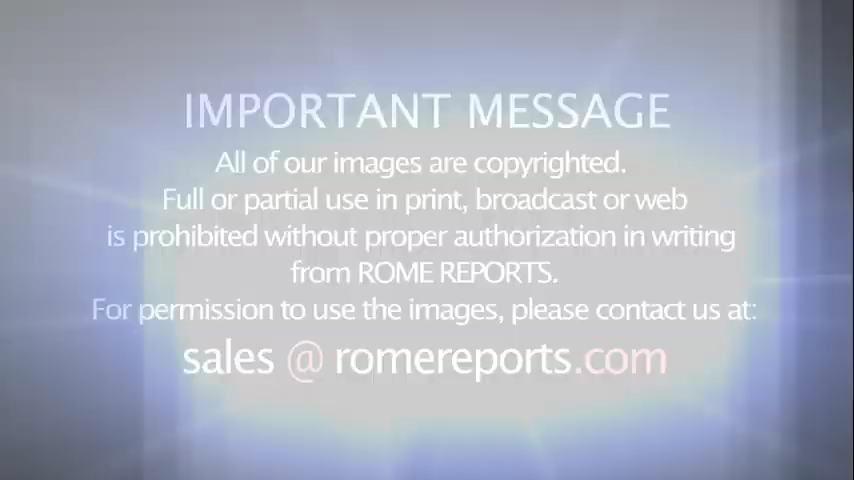 IMPORTANT MESSAGE
All of our images are copyrighted.
Full or partial use in print, broadcast or web
is prohibited without proper authorization in writing
from ROME REPORTS.
For permission to use the images, please contact us at:
sales @ romereports.com